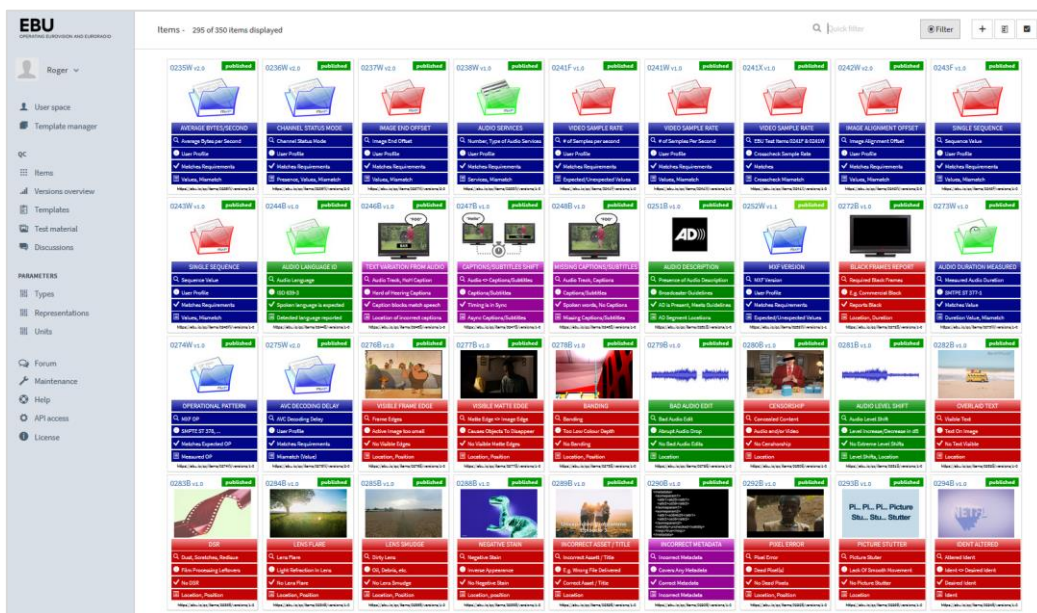 EBU
OPERATING EUROVISION AND EURORADIO
Items - 295 of 350 items displayed
Quick filter
Filter
Roger
User space
Template manager
QC
Items
Versions overview
Templates
Test material
Discussions
PARAMETERS
Types
Representations
Units
Forum
Maintenance
Help
API access
License
0235W v2.0 published
AVERAGE BYTES/SECOND
Average Bytes per Second
User Profile
Matches Requirements
Values, Mismatch
0236W v2.0 published
CHANNEL STATUS MODE
Channel Status Mode
User Profile
Matches Requirements
Presence, Values, Mismatch
0237W v2.0 published
IMAGE END OFFSET
Image End Offset
User Profile
Matches Requirements
Values, Mismatch
0238W v1.0 published
AUDIO SERVICES
Number, Type of Audio Services
User Profile
Matches Requirements
Services, Mismatch
0241F v1.0 published
VIDEO SAMPLE RATE
# of Samples per second
User Profile
Matches Requirements
Expected/Unexpected Values
0241W v1.0 published
VIDEO SAMPLE RATE
# of Samples Per Second
User Profile
Matches Requirements
Values, Mismatch
0241X v1.0 published
VIDEO SAMPLE RATE
EBU Test Items 0241F & 0241W
Crosscheck Sample Rate
Matches
Crosscheck Mismatch
0242W v2.0 published
IMAGE ALIGNMENT OFFSET
Image Alignment Offset
User Profile
Matches Requirements
Values, Mismatch
0243F v1.0 published
SINGLE SEQUENCE
Sequence Value
User Profile
Matches Requirements
Values, Mismatch
0243W v1.0 published
SINGLE SEQUENCE
Sequence Value
User Profile
Matches Requirements
Values, Mismatch
0244B v1.0 published
AUDIO LANGUAGE ID
Audio Language
ISO 639-3
Spoken language is expected
Detected language reported
0246B v1.0 published
"FOO"
BAR
TEXT VARIATION FROM AUDIO
Audio Track, HoH Caption
Hard of Hearing Captions
Caption blocks match speech
Location of incorrect captions
0247B v1.0 published
"Hello"
CAPTIONS/SUBTITLES SHIFT
Audio <> Captions/Subtitles
Captions/Subtitles
Timing is in Sync
Async Captions/Subtitles
0248B v1.0 published
"FOO"
MISSING CAPTIONS/SUBTITLES
Audio Track, Captions
Captions/Subtitles
Spoken words, No Captions
Missing Captions/Subtitles
0251B v1.0 published
AD)))
AUDIO DESCRIPTION
Presence of Audio Description
Broadcaster Guidelines
AD is Present, Meets Guidelines
AD Segment Locations
0252W v1.1 published
MXF VERSION
MXF Version
User Profile
Matches Requirements
Expected/Unexpected Values
0272B v1.0 published
BLACK FRAMES REPORT
Required Black Frames
E.g. Commercial Block
Reports Black
Location, Duration
0273W v1.0 published
AUDIO DURATION MEASURED
Measured Audio Duration
SMPTE ST 377-1
Matches Value
Duration Value, Mismatch
0274W v1.0 published
OPERATIONAL PATTERN
MXF OP
SMPTE ST 378, ...
Matches Expected OP
Measured OP
0275W v1.0 published
AVC DECODING DELAY
AVC Decoding Delay
User Profile
Matches Requirements
Mismatch (Value)
0276B v1.0 published
VISIBLE FRAME EDGE
Frame Edges
Active image too small
No Visible Edges
Location, Position
0277B v1.0 published
VISIBLE MATTE EDGE
Matte Edge <> Image Edge
Causes Objects To Disappear
No Visible Matte Edges
Location, Position
0278B v1.0 published
BANDING
Banding
Too Low Colour Depth
No Banding
Location, Position
0279B v1.0 published
BAD AUDIO EDIT
Bad Audio Edit
Abrupt Audio Drop
No Bad Audio Edits
Location
0280B v1.0 published
CENSORSHIP
Concealed Content
Audio and/or Video
No Censhorship
Location
0281B v1.0 published
AUDIO LEVEL SHIFT
Audio Level Shift
Level Increase/Decrease in dB
No Extreme Level Shifts
Level Shifts, Location
0282B v1.0 published
OVERLAID TEXT
Visible Text
Text On Image
No Text Visible
Location
0283B v1.0 published
DSR
Dust, Scratches, Residue
Film Processing Leftovers
No DSR
Location, Position
0284B v1.0 published
LENS FLARE
Lens Flare
Light Refraction In Lens
No Lens Flare
Location, Position
0285B v1.0 published
LENS SMUDGE
Dirty Lens
Oil, Debris, etc.
No Lens Smudge
Location, position
0288B v1.0 published
NEGATIVE STAIN
Negative Stain
Inverse Appearance
No Negative Stain
Location, position
0289B v1.0 published
INCORRECT ASSET / TITLE
Incorrect Asset / Title
E.g. Wrong File Delivered
Correct Asset / Title
Location
0290B v1.0 published
INCORRECT METADATA
Incorrect Metadata
Covers Any Metadata
Correct Metadata
Incorrect Metadata
0292B v1.0 published
PIXEL ERROR
Pixel Error
Dead Pixel(s)
No Dead Pixels
Location, Position
0293B v1.0 published
Pi... Pi... Pi... Picture
Stu... Stu... Stutter
PICTURE STUTTER
Picture Stutter
Lack Of Smooth Movement
No Picture Stutter
Location
0294B v1.0 published
IDENT ALTERED
Altered Ident
Ident <> Desired Ident
Desired Ident
Ident